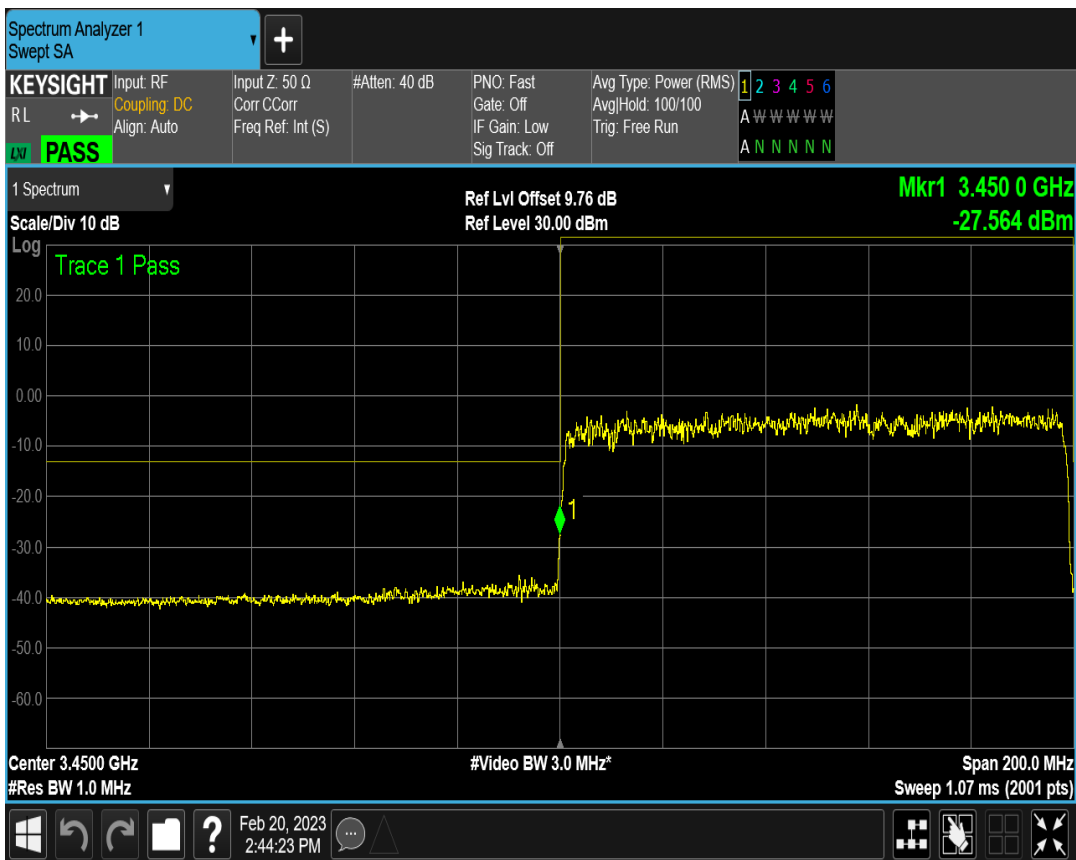 Spectrum Analyzer 1
Swept SA
+
KEYSIGHT
RL
LXI PASS
Input: RF
Coupling: DC
Align: Auto
Input Z: 50 Ω
Corr CCorr
Freq Ref: Int (S)
#Atten: 40 dB
PNO: Fast
Gate: Off
IF Gain: Low
Sig Track: Off
Avg Type: Power (RMS)
Avg|Hold: 100/100
Trig: Free Run
1 2 3 4 5 6
A W W W W W
A N N N N N
1 Spectrum
Scale/Div 10 dB
Ref Lvl Offset 9.76 dB
Ref Level 30.00 dBm
Mkr1 3.450 0 GHz
-27.564 dBm
Log
Trace 1 Pass
20.0
10.0
0.00
-10.0
-20.0
1
-30.0
-40.0
-50.0
-60.0
Center 3.4500 GHz
#Res BW 1.0 MHz
#Video BW 3.0 MHz*
Span 200.0 MHz
Sweep 1.07 ms (2001 pts)
?
Feb 20, 2023
2:44:23 PM